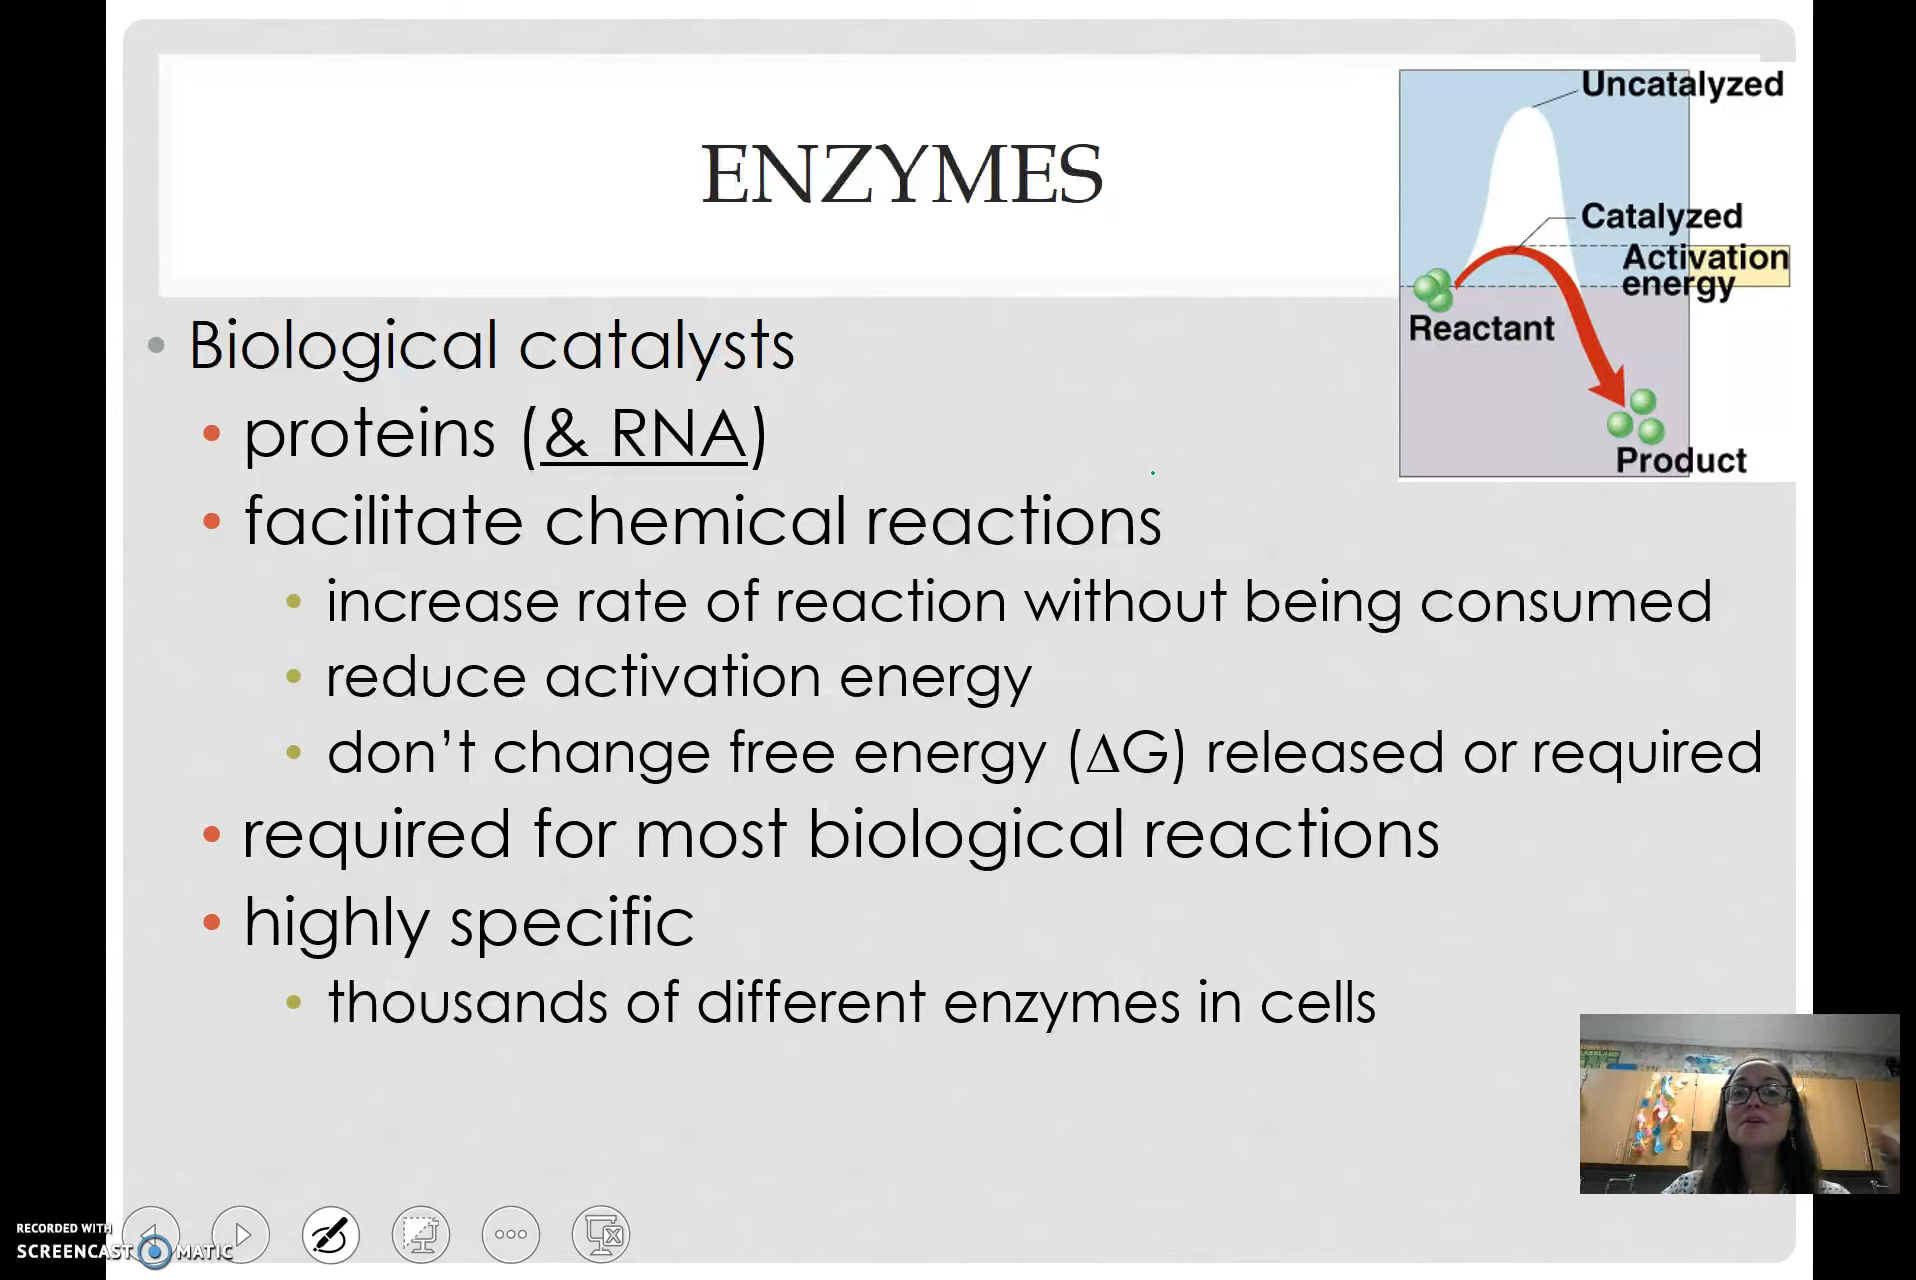 ENZYMES
Uncatalyzed
Catalyzed
Activation
energy
Reactant
Product
• Biological catalysts
• proteins (& RNA)
• facilitate chemical reactions
• increase rate of reaction without being consumed
• reduce activation energy
• don’t change free energy (ΔG) released or required
• required for most biological reactions
• highly specific
• thousands of different enzymes in cells
RECORDED WITH
SCREENCAST MATIC